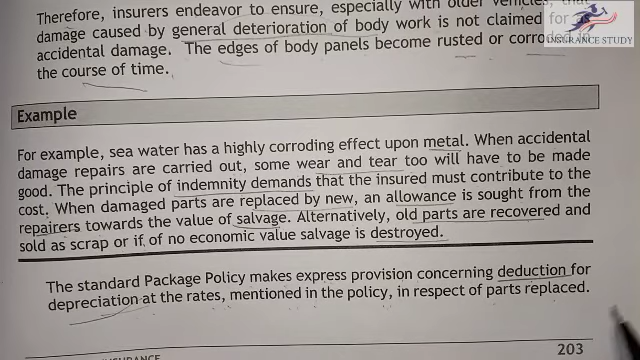 Therefore, insurers endeavor to ensure, especially with older vehicles, that
damage caused by general deterioration of body work is not claimed for as
accidental damage. The edges of body panels become rusted or corroded in
the course of time.
INSURANCE STUDY
Example
For example, sea water has a highly corroding effect upon metal. When accidental
damage repairs are carried out, some wear and tear too will have to be made
good. The principle of indemnity demands that the insured must contribute to the
cost. When damaged parts are replaced by new, an allowance is sought from the
repairers towards the value of salvage. Alternatively, old parts are recovered and
sold as scrap or if of no economic value salvage is destroyed.
The standard Package Policy makes express provision concerning deduction for
depreciation at the rates, mentioned in the policy, in respect of parts replaced.
203
INSURANCE